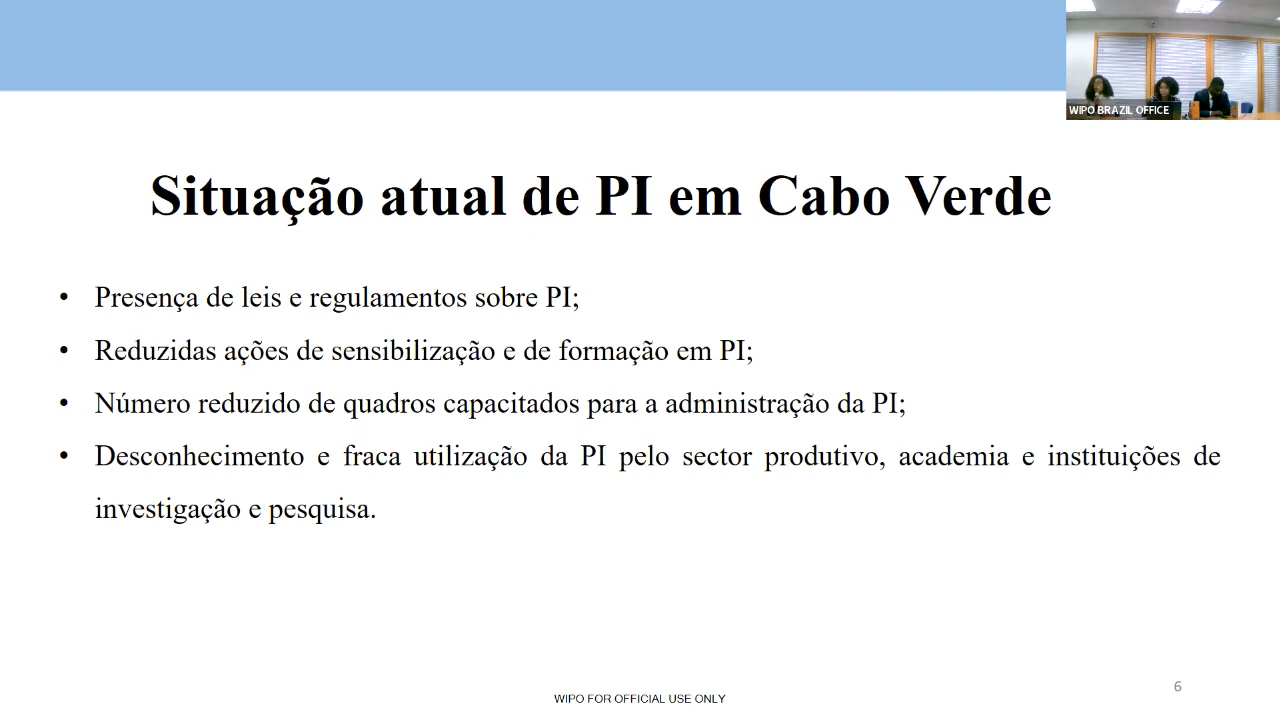 WIPO BRAZIL OFFICE
Situação atual de PI em Cabo Verde
• Presença de leis e regulamentos sobre PI;
• Reduzidas ações de sensibilização e de formação em PI;
• Número reduzido de quadros capacitados para a administração da PI;
• Desconhecimento e fraca utilização da PI pelo sector produtivo, academia e instituições de
investigação e pesquisa.
6
WIPO FOR OFFICIAL USE ONLY